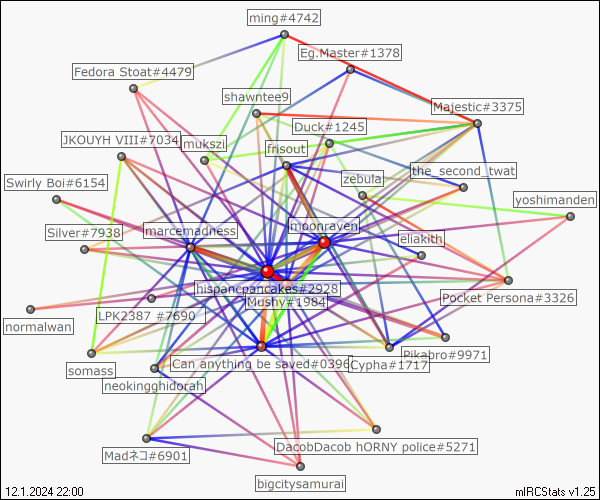 ming#4742
Eg.Master#1378
Fedora Stoat#4479
shawntee9
Majestic#3375
Duck#1245
JKOUYH VIII#7034
mukszii
frisout
the_second_twat
zebula
Swirly Boi#6154
yoshimanden
moonraven
marcemadness
Silver#7938
eliakith
hispanicpancakes#2928
Pocket Persona#3326
Mushy#1984
LPK2387 #7690
normalwan
Pikabro#9971
Can anything be saved#0396
Cypha#1717
somass
neokingghidorah
DacobDacob hORNY police#5271
Madネコ#6901
bigcitysamurai
12.1.2024 22:00
mIRCStats v1.25